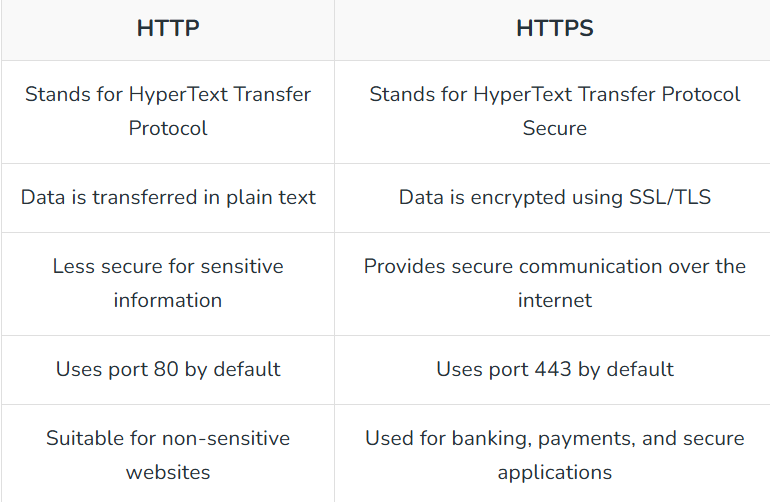 HTTP
HTTPS
Stands for HyperText Transfer
Protocol
Stands for HyperText Transfer Protocol
Secure
Data is transferred in plain text
Data is encrypted using SSL/TLS
Less secure for sensitive
information
Provides secure communication over the
internet
Uses port 80 by default
Uses port 443 by default
Suitable for non-sensitive
websites
Used for banking, payments, and secure
applications